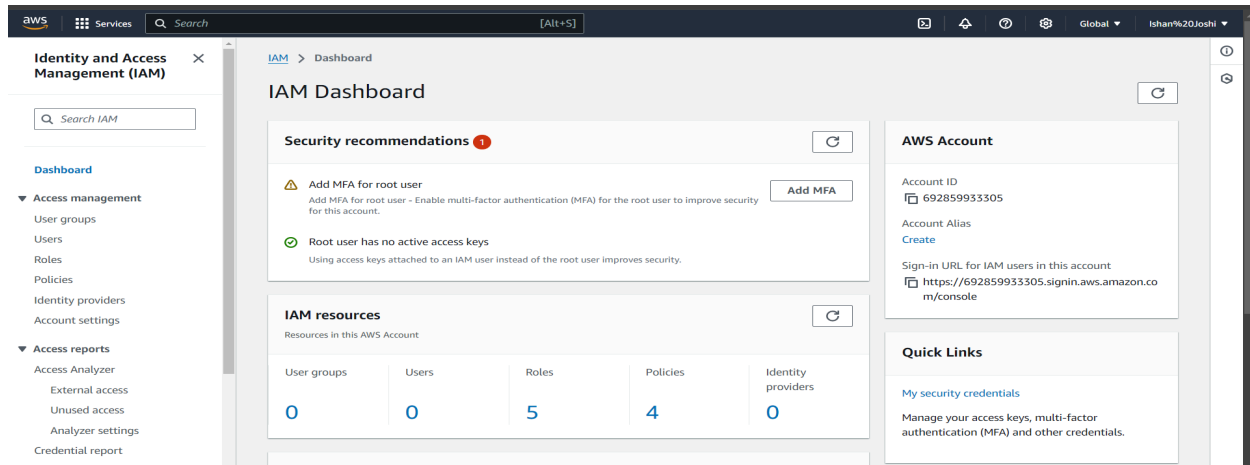 aws
Services
Search
[Alt+S]
Global
Ishan%20Joshi
Identity and Access
Management (IAM)
Search IAM
Dashboard
Access management
User groups
Users
Roles
Policies
Identity providers
Account settings
Access reports
Access Analyzer
External access
Unused access
Analyzer settings
Credential report
IAM > Dashboard
IAM Dashboard
Security recommendations 1
Add MFA for root user
Add MFA for root user - Enable multi-factor authentication (MFA) for the root user to improve security
for this account.
Add MFA
Root user has no active access keys
Using access keys attached to an IAM user instead of the root user improves security.
IAM resources
Resources in this AWS Account
User groups
0
Users
0
Roles
5
Policies
4
Identity
providers
0
AWS Account
Account ID
692859933305
Account Alias
Create
Sign-in URL for IAM users in this account
https://692859933305.signin.aws.amazon.co
m/console
Quick Links
My security credentials
Manage your access keys, multi-factor
authentication (MFA) and other credentials.